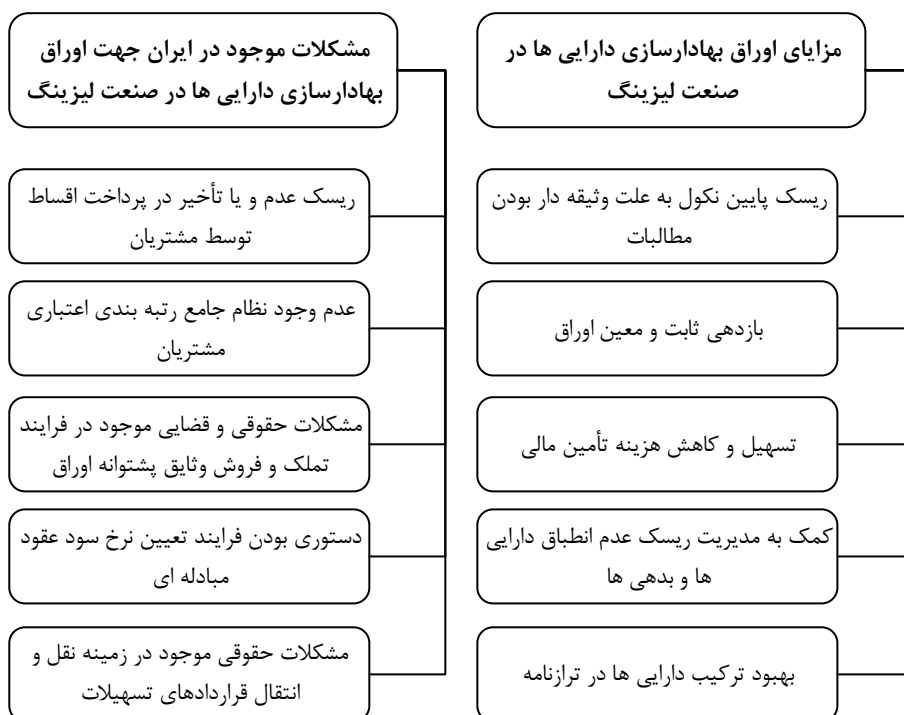 مزایای اوراق بهادارسازی دارایی ها در
صنعت لیزینگ
ریسک پایین نکول به علت وثیقه دار بودن
مطالبات
بازدهی ثابت و معین اوراق
تسهیل و کاهش هزینه تأمین مالی
کمک به مدیریت ریسک عدم انطباق دارایی
ها و بدهی ها
بهبود ترکیب دارایی ها در ترازنامه
مشکلات موجود در ایران جهت اوراق
بهادارسازی دارایی ها در صنعت لیزینگ
ریسک عدم و یا تأخیر در پرداخت اقساط
توسط مشتریان
عدم وجود نظام جامع رتبه بندی اعتباری
مشتریان
مشکلات حقوقی و قضایی موجود در فرایند
تملک و فروش وثایق پشتوانه اوراق
دستوری بودن فرایند تعیین نرخ سود عقود
مبادله ای
مشکلات حقوقی موجود در زمینه نقل و
انتقال قراردادهای تسهیلات